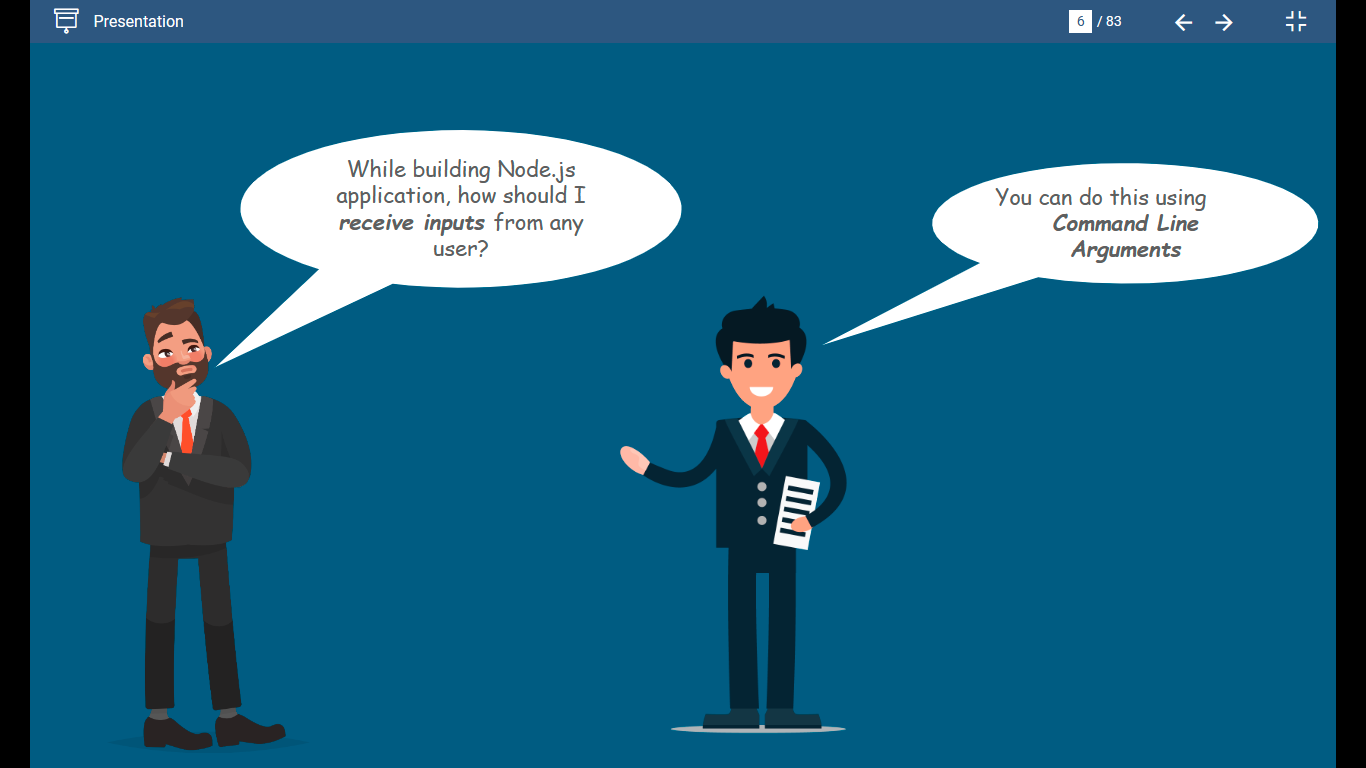 Presentation
6 / 83
While building Node.js
application, how should I
receive inputs from any
user?
You can do this using
Command Line
Arguments